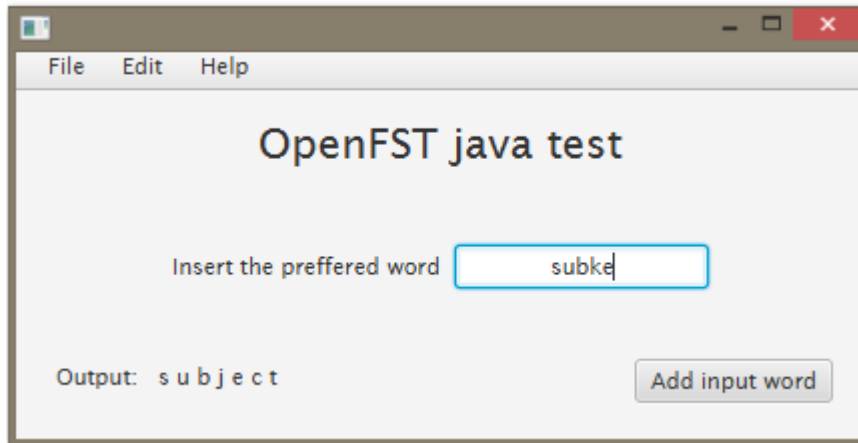 File Edit Help
OpenFST java test
Insert the preffered word subke
Output: s u b j e c t Add input word